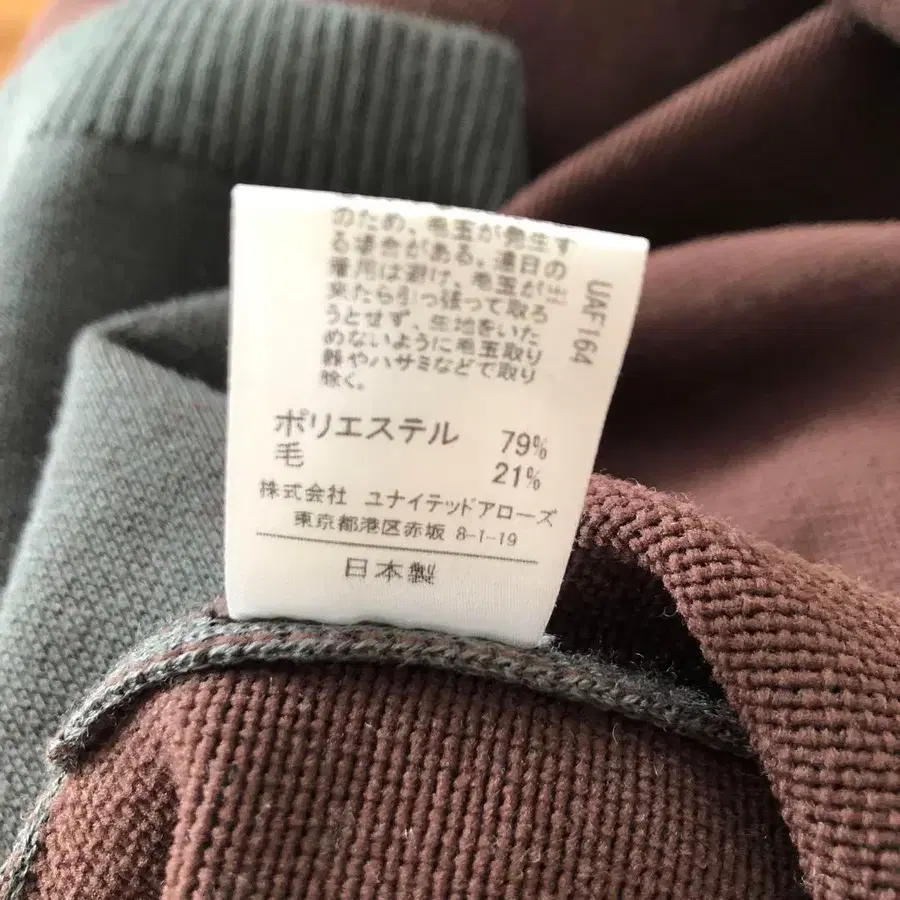 のため、毛玉が発生す
る場合がある。連日の
着用は避け、毛玉が出
来たら引っ張って取ろ
うとせず、生地をいた
めないように毛玉取り
器やハサミなどで取り
除く。
ポリエステル 79%
毛 21%
株式会社 ユナイテッドアローズ
東京都港区赤坂 8-1-19
日本製
UAF164